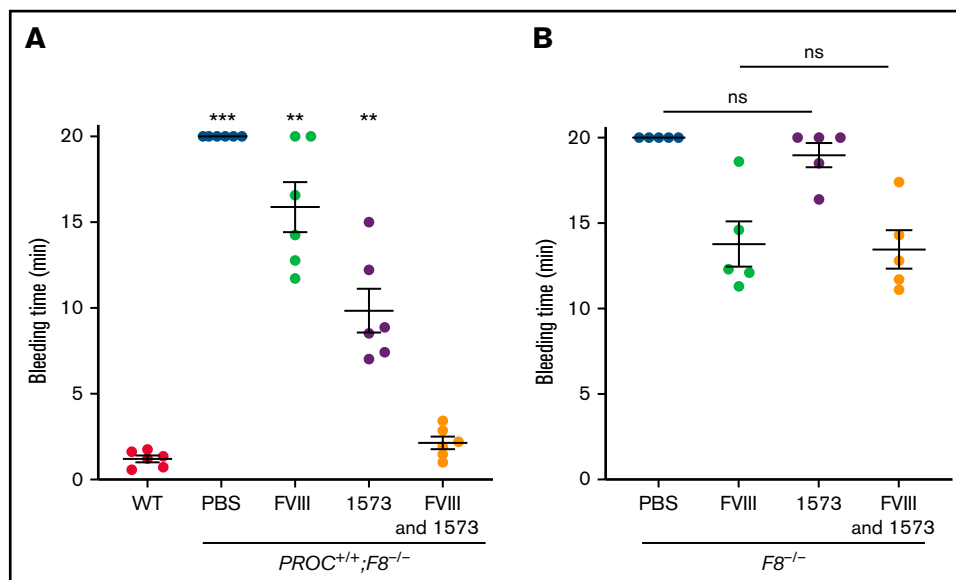 A
B
ns
ns
*** ** **
20
15
10
5
0
Bleeding time (min)
WT PBS FVIII 1573 FVIII
and 1573
PROC+/+;F8−/−
20
15
10
5
0
Bleeding time (min)
PBS FVIII 1573 FVIII
and 1573
F8−/−